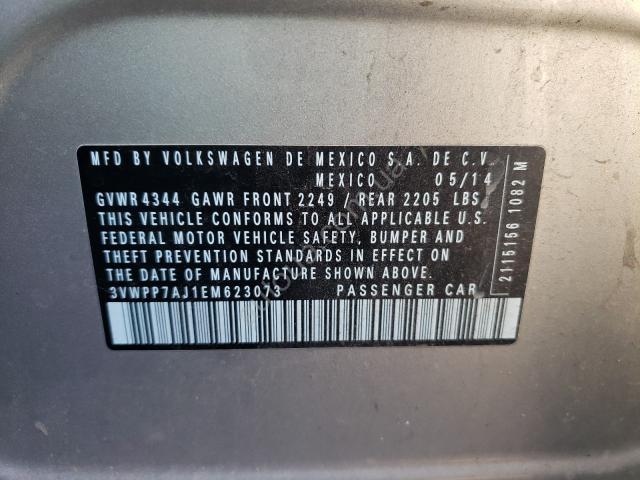 MFD BY VOLKSWAGEN DE MEXICO S.A. DE C.V.
MEXICO 05/14
GVWR 4344 GAWR FRONT 2249 / REAR 2205 LBS
THIS VEHICLE CONFORMS TO ALL APPLICABLE U.S.
FEDERAL MOTOR VEHICLE SAFETY, BUMPER AND
THEFT PREVENTION STANDARDS IN EFFECT ON
THE DATE OF MANUFACTURE SHOWN ABOVE.
3VWPP7AJ1EM623073 PASSENGER CAR
2115156 1082 M